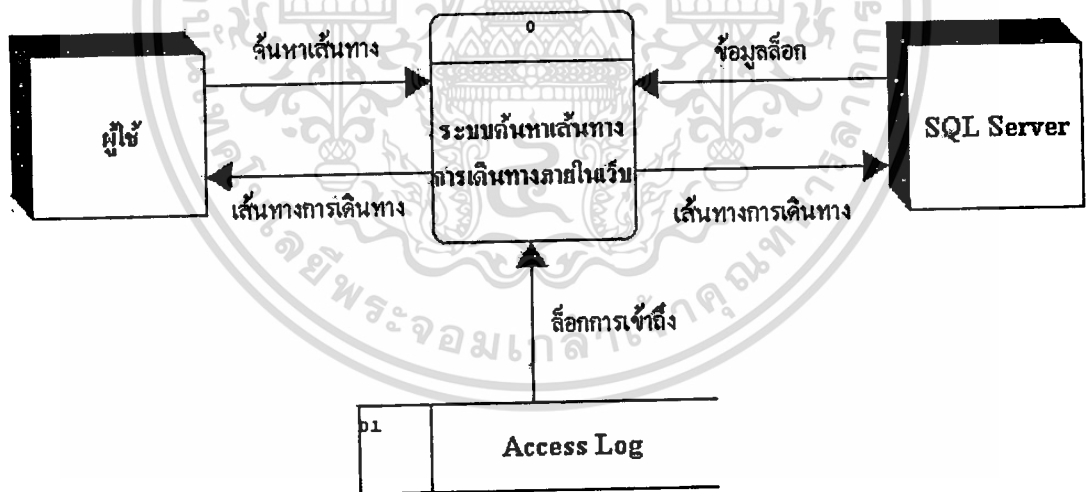 0
ค้นหาเส้นทาง
ข้อมูลล็อก
ผู้ใช้
ระบบค้นหาเส้นทาง
การเดินทางภายในเว็บ
SQL Server
เส้นทางการเดินทาง
เส้นทางการเดินทาง
ล็อกการเข้าถึง
D1
Access Log